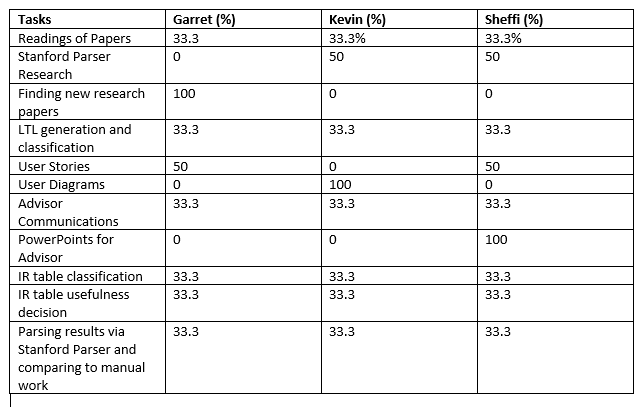 Tasks Garret (%) Kevin (%) Sheffi (%)
Readings of Papers 33.3 33.3% 33.3%
Stanford Parser 0 50 50
Research
Finding new research 100 0 0
papers
LTL generation and 33.3 33.3 33.3
classification
User Stories 50 0 50
User Diagrams 0 100 0
Advisor 33.3 33.3 33.3
Communications
PowerPoints for 0 0 100
Advisor
IR table classification 33.3 33.3 33.3
IR table usefulness 33.3 33.3 33.3
decision
Parsing results via 33.3 33.3 33.3
Stanford Parser and
comparing to manual
work